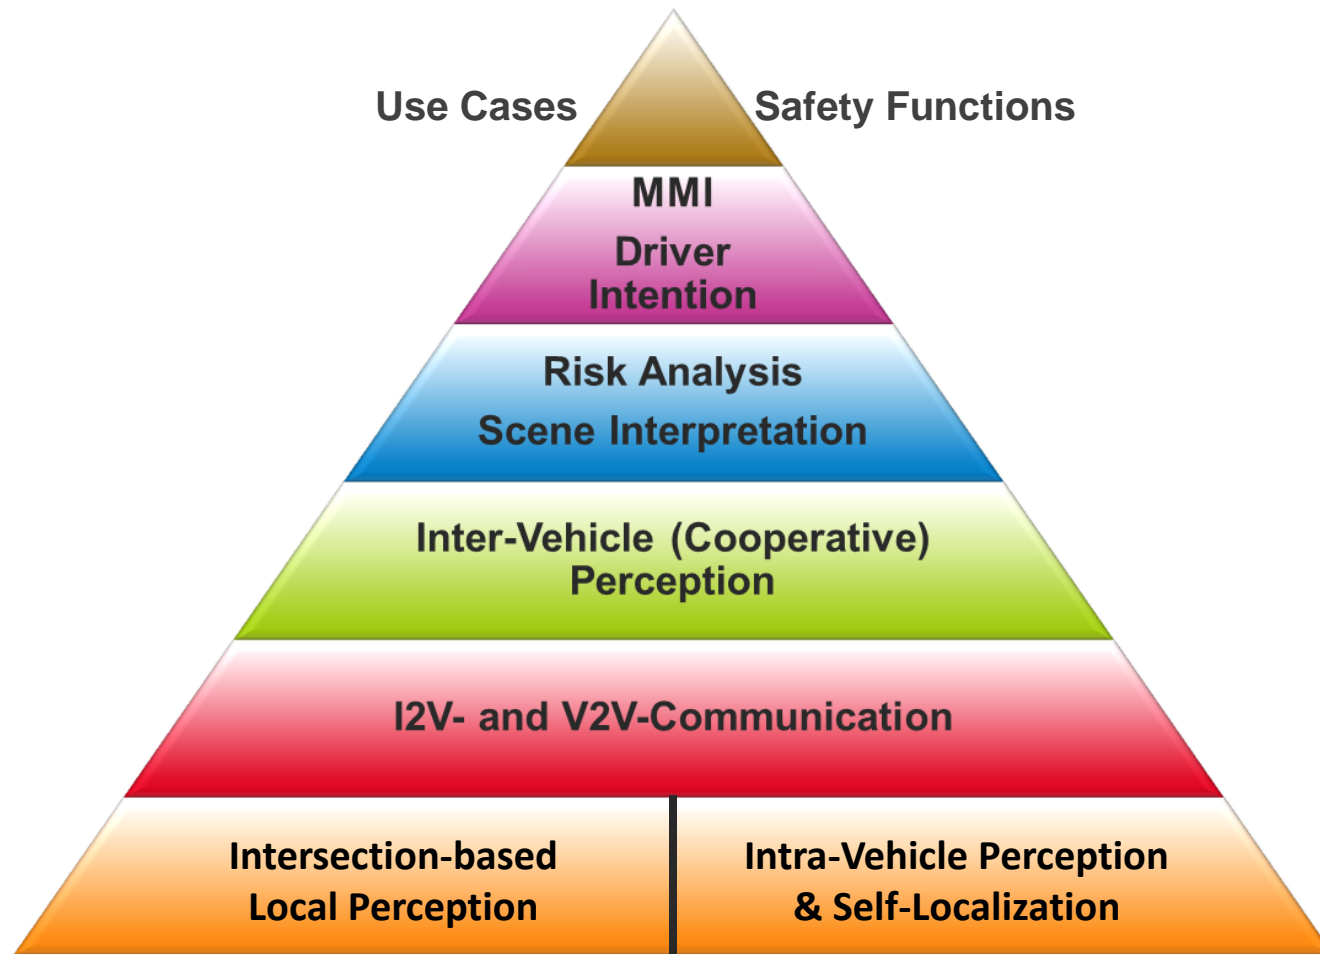 Use Cases
Safety Functions
MMI
Driver
Intention
Risk Analysis
Scene Interpretation
Inter-Vehicle (Cooperative)
Perception
I2V- and V2V-Communication
Intersection-based
Local Perception
Intra-Vehicle Perception
& Self-Localization